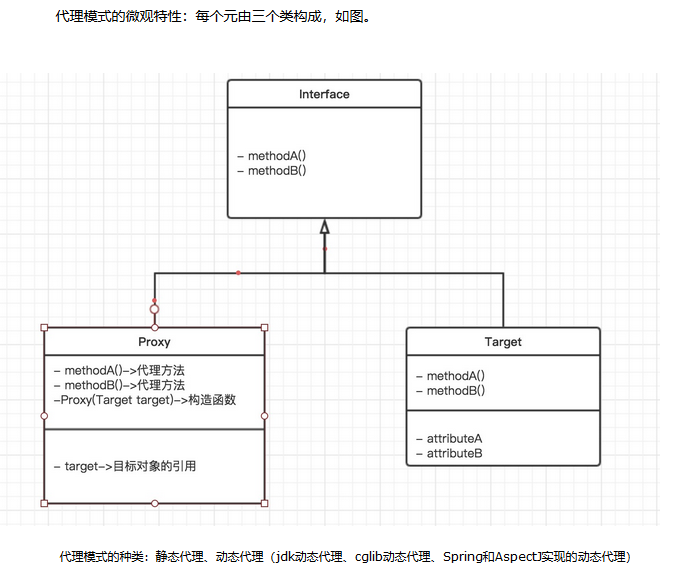 代理模式的微观特性：每个元由三个类构成，如图。
Interface
- methodA()
- methodB()
Proxy
- methodA()->代理方法
- methodB()->代理方法
-Proxy(Target target)->构造函数
- target->目标对象的引用
Target
- methodA()
- methodB()
- attributeA
- attributeB
代理模式的种类：静态代理、动态代理（jdk动态代理、cglib动态代理、Spring和AspectJ实现的动态代理）